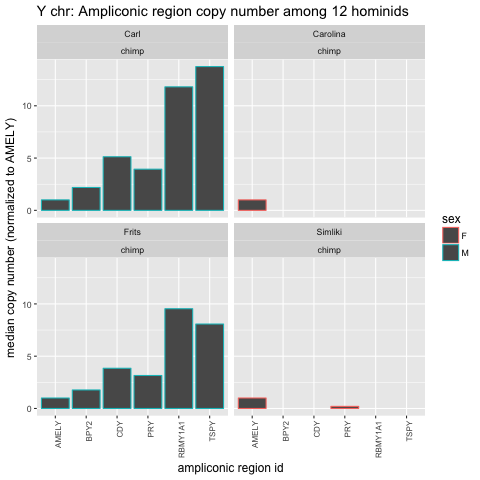 Y chr: Ampliconic region copy number among 12 hominids
Carl
Carolina
chimp
chimp
10
5
0
Frits
Simliki
chimp
chimp
10
5
0
AMELY
BPY2
CDY
PRY
RBMY1A1
TSPY
AMELY
BPY2
CDY
PRY
RBMY1A1
TSPY
ampliconic region id
median copy number (normalized to AMELY)
sex
F
M